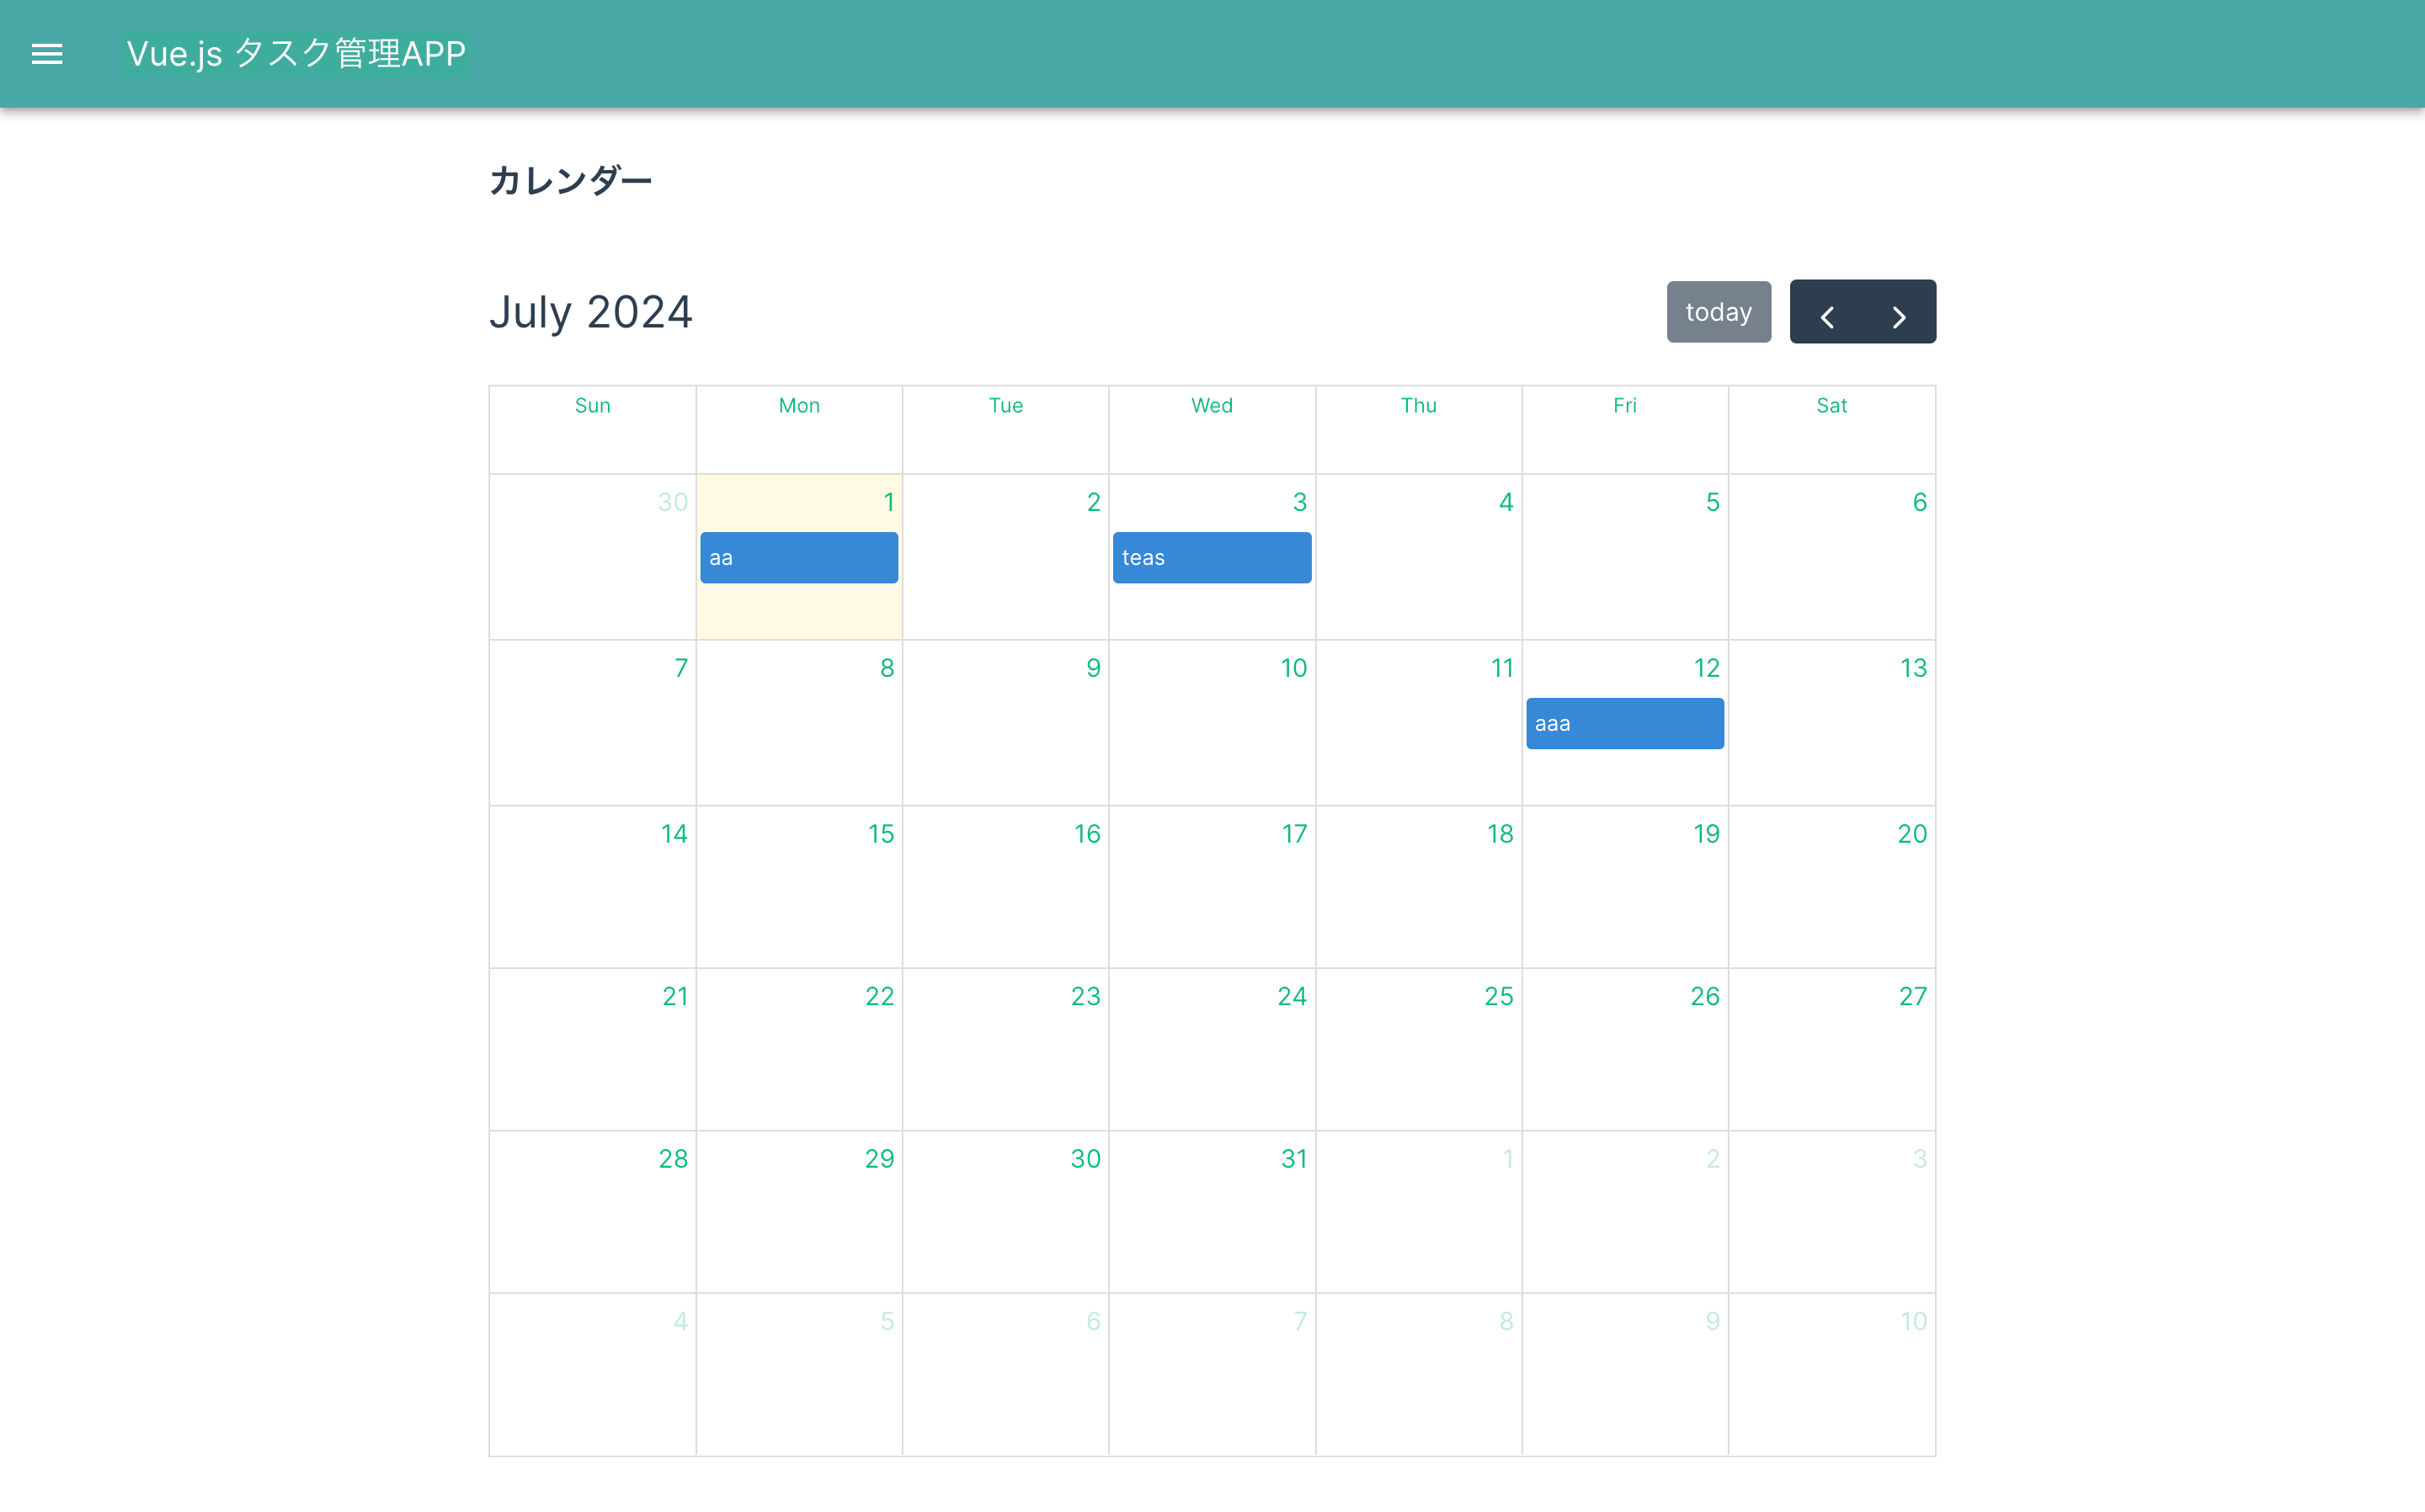 Vue.js タスク管理APP
カレンダー
July 2024
today
Sun Mon Tue Wed Thu Fri Sat
30 1 2 3 4 5 6
aa teas
7 8 9 10 11 12 13
aaa
14 15 16 17 18 19 20
21 22 23 24 25 26 27
28 29 30 31 1 2 3
4 5 6 7 8 9 10